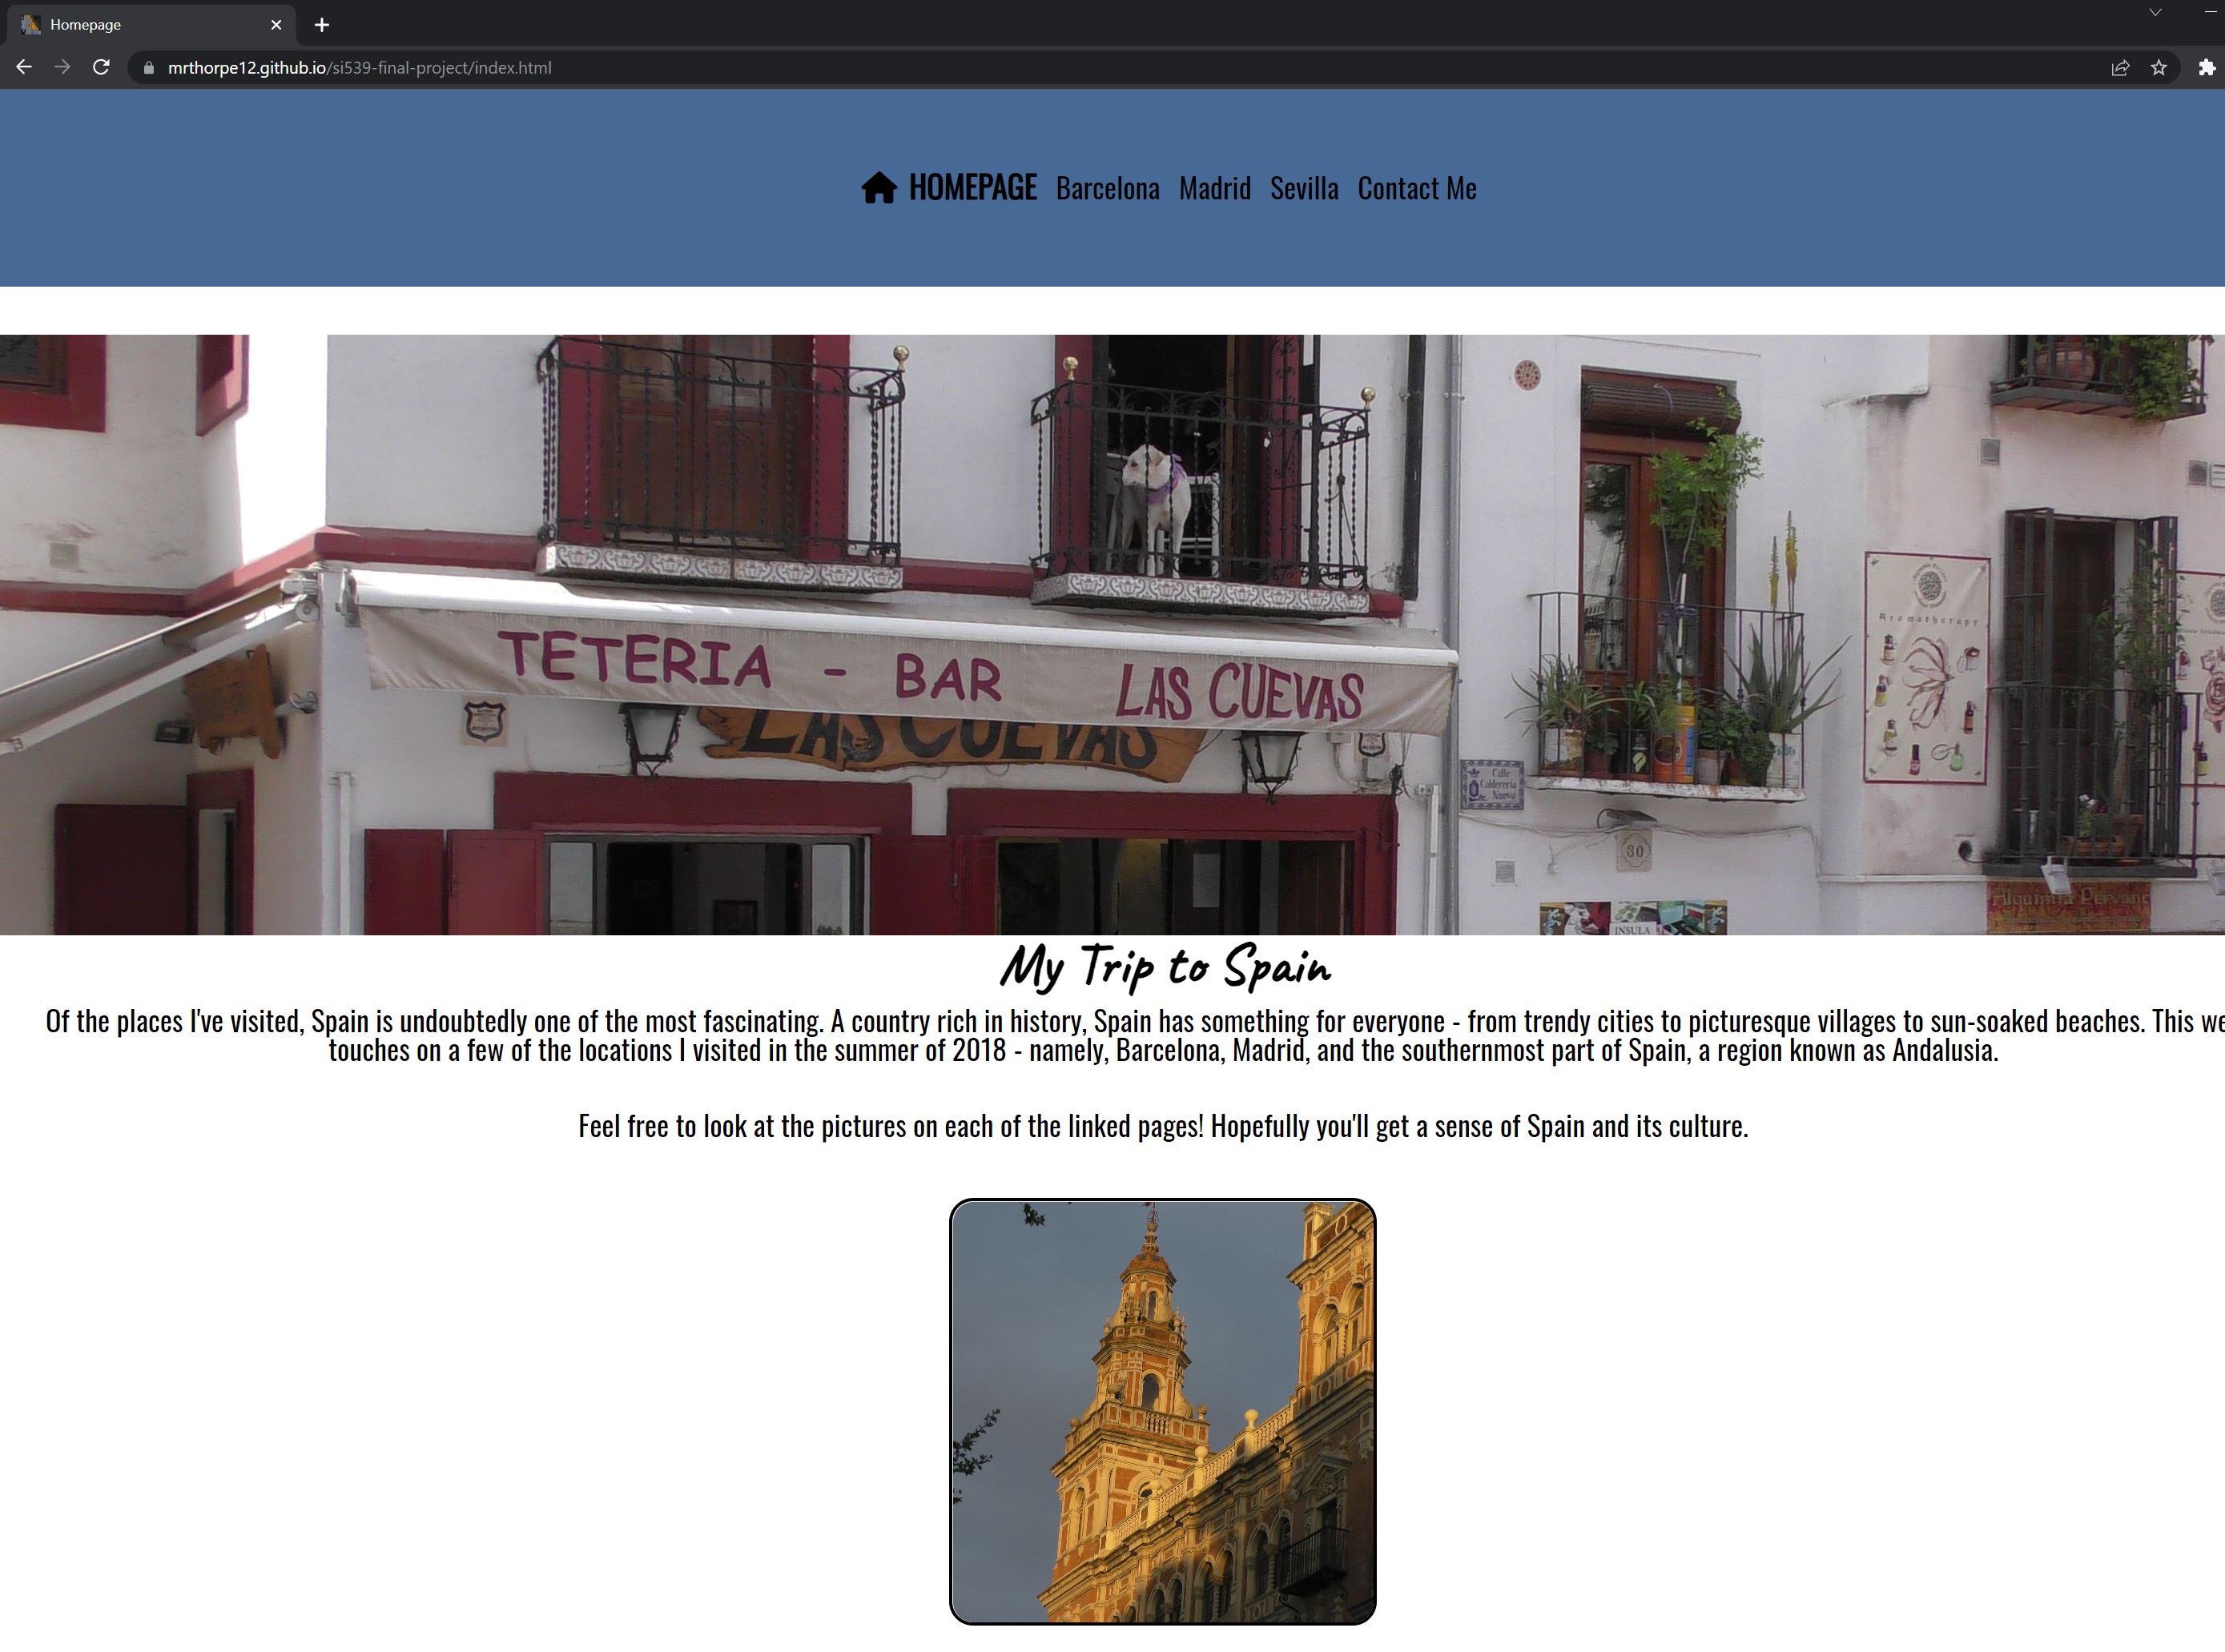 Homepage
mrthorpe12.github.io/si539-final-project/index.html
HOMEPAGE Barcelona Madrid Sevilla Contact Me
Aromatherapy
TETERIA - BAR LAS CUEVAS
LAS CUEVAS
Calle
Calderería
Nueva
30
Alquimia Pervane
INSULA
My Trip to Spain
Of the places I've visited, Spain is undoubtedly one of the most fascinating. A country rich in history, Spain has something for everyone - from trendy cities to picturesque villages to sun-soaked beaches. This we
touches on a few of the locations I visited in the summer of 2018 - namely, Barcelona, Madrid, and the southernmost part of Spain, a region known as Andalusia.
Feel free to look at the pictures on each of the linked pages! Hopefully you'll get a sense of Spain and its culture.